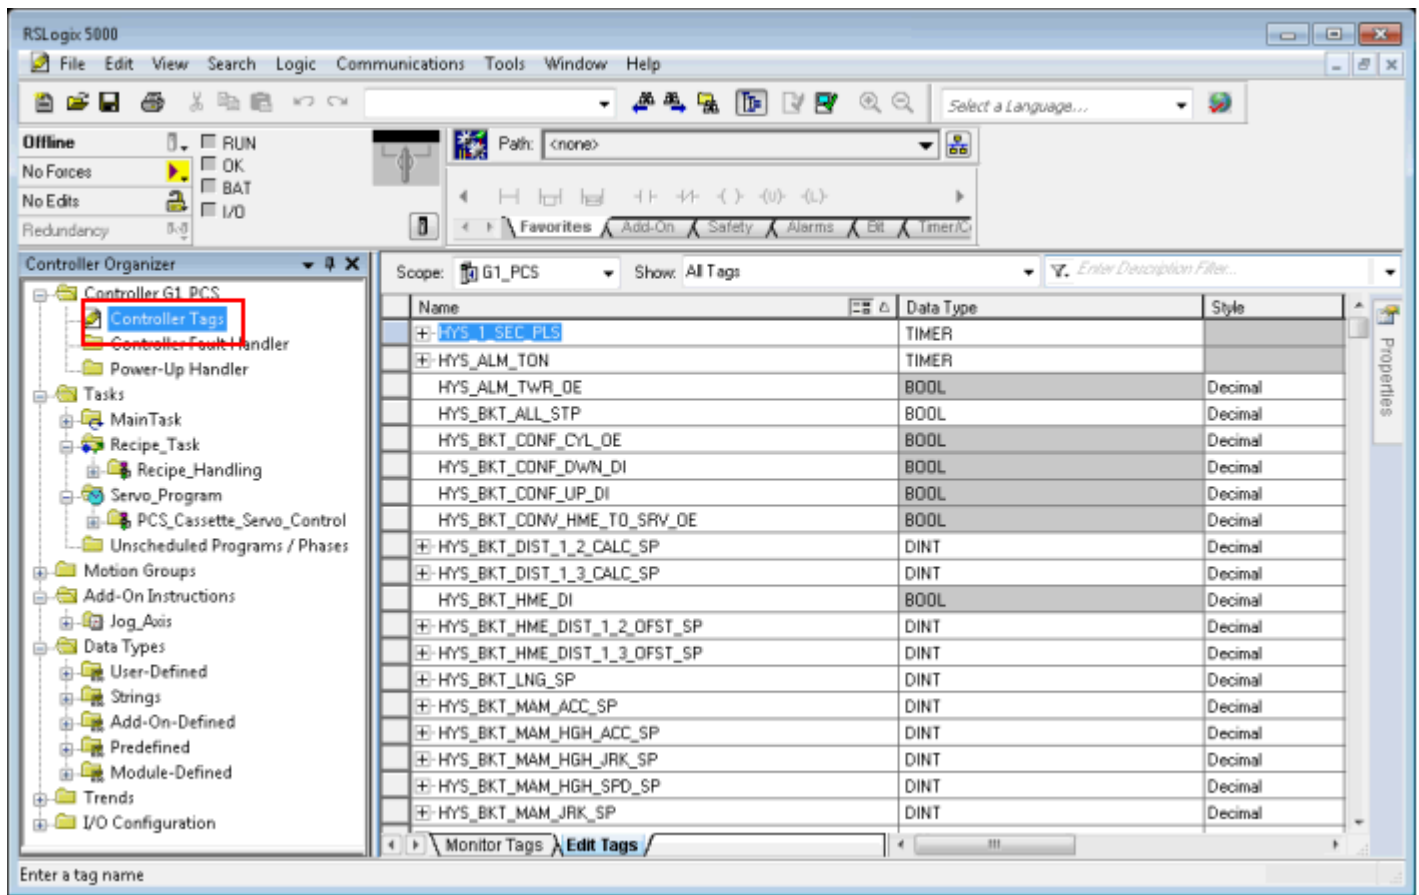 RSLogix 5000
File Edit View Search Logic Communications Tools Window Help
Select a Language...
Offline
RUN
No Forces
OK
No Edits
BAT
Redundancy
I/O
Path: <none>
Favorites Add-On Safety Alarms Bit Timer/C
Controller Organizer
Controller G1_PCS
Controller Tags
Controller Fault Handler
Power-Up Handler
Tasks
MainTask
Recipe_Task
Recipe_Handling
Servo_Program
PCS_Cassette_Servo_Control
Unscheduled Programs / Phases
Motion Groups
Add-On Instructions
Jog_Axis
Data Types
User-Defined
Strings
Add-On-Defined
Predefined
Module-Defined
Trends
I/O Configuration
Scope: G1_PCS Show: All Tags Enter Description Filter...
Name Data Type Style
HYS_1_SEC_PLS TIMER
HYS_ALM_TON TIMER
HYS_ALM_TWR_OE BOOL Decimal
HYS_BKT_ALL_STP BOOL Decimal
HYS_BKT_CONF_CYL_OE BOOL Decimal
HYS_BKT_CONF_DWN_DI BOOL Decimal
HYS_BKT_CONF_UP_DI BOOL Decimal
HYS_BKT_CONV_HME_TO_SRV_OE BOOL Decimal
HYS_BKT_DIST_1_2_CALC_SP DINT Decimal
HYS_BKT_DIST_1_3_CALC_SP DINT Decimal
HYS_BKT_HME_DI BOOL Decimal
HYS_BKT_HME_DIST_1_2_OFST_SP DINT Decimal
HYS_BKT_HME_DIST_1_3_OFST_SP DINT Decimal
HYS_BKT_LNG_SP DINT Decimal
HYS_BKT_MAM_ACC_SP DINT Decimal
HYS_BKT_MAM_HGH_ACC_SP DINT Decimal
HYS_BKT_MAM_HGH_JRK_SP DINT Decimal
HYS_BKT_MAM_HGH_SPD_SP DINT Decimal
HYS_BKT_MAM_JRK_SP DINT Decimal
Monitor Tags Edit Tags
Properties
Enter a tag name